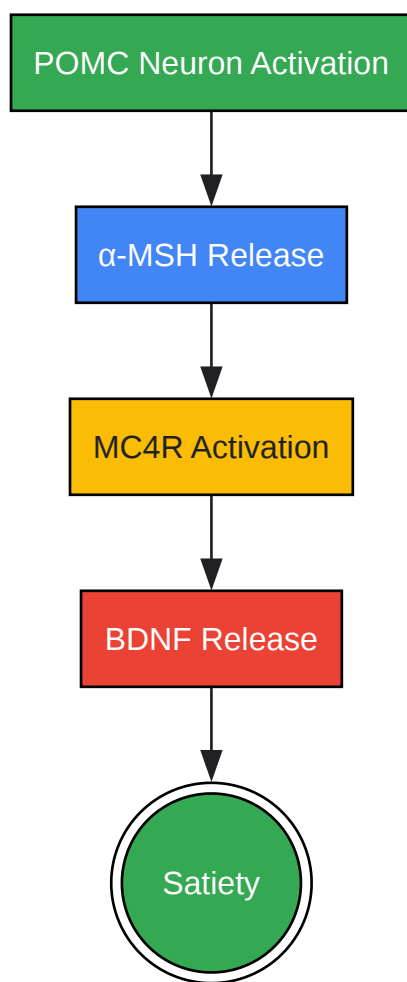 POMC Neuron Activation
α-MSH Release
MC4R Activation
BDNF Release
Satiety